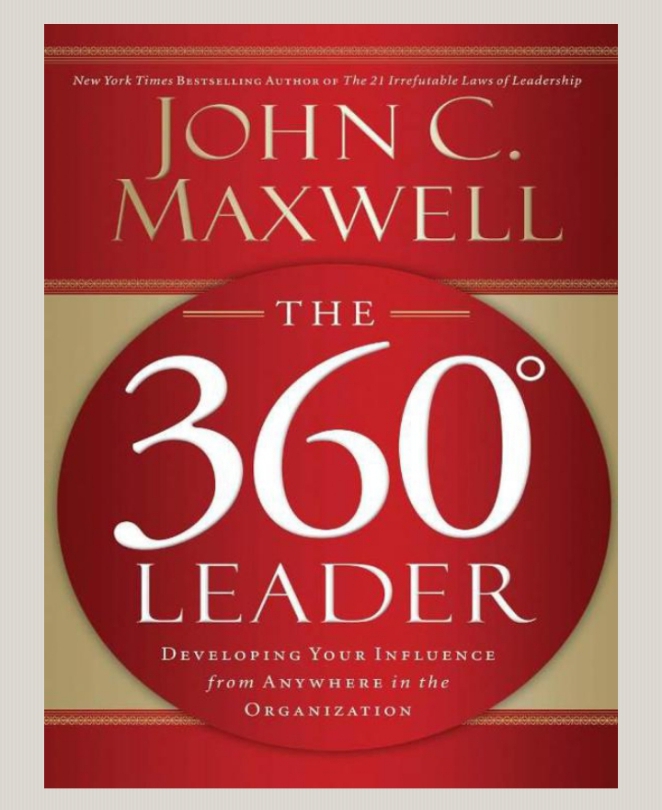 New York Times BESTSELLING AUTHOR OF The 21 Irrefutable Laws of Leadership
JOHN C.
MAXWELL
THE
360°
LEADER
DEVELOPING YOUR INFLUENCE
from ANYWHERE in the
ORGANIZATION